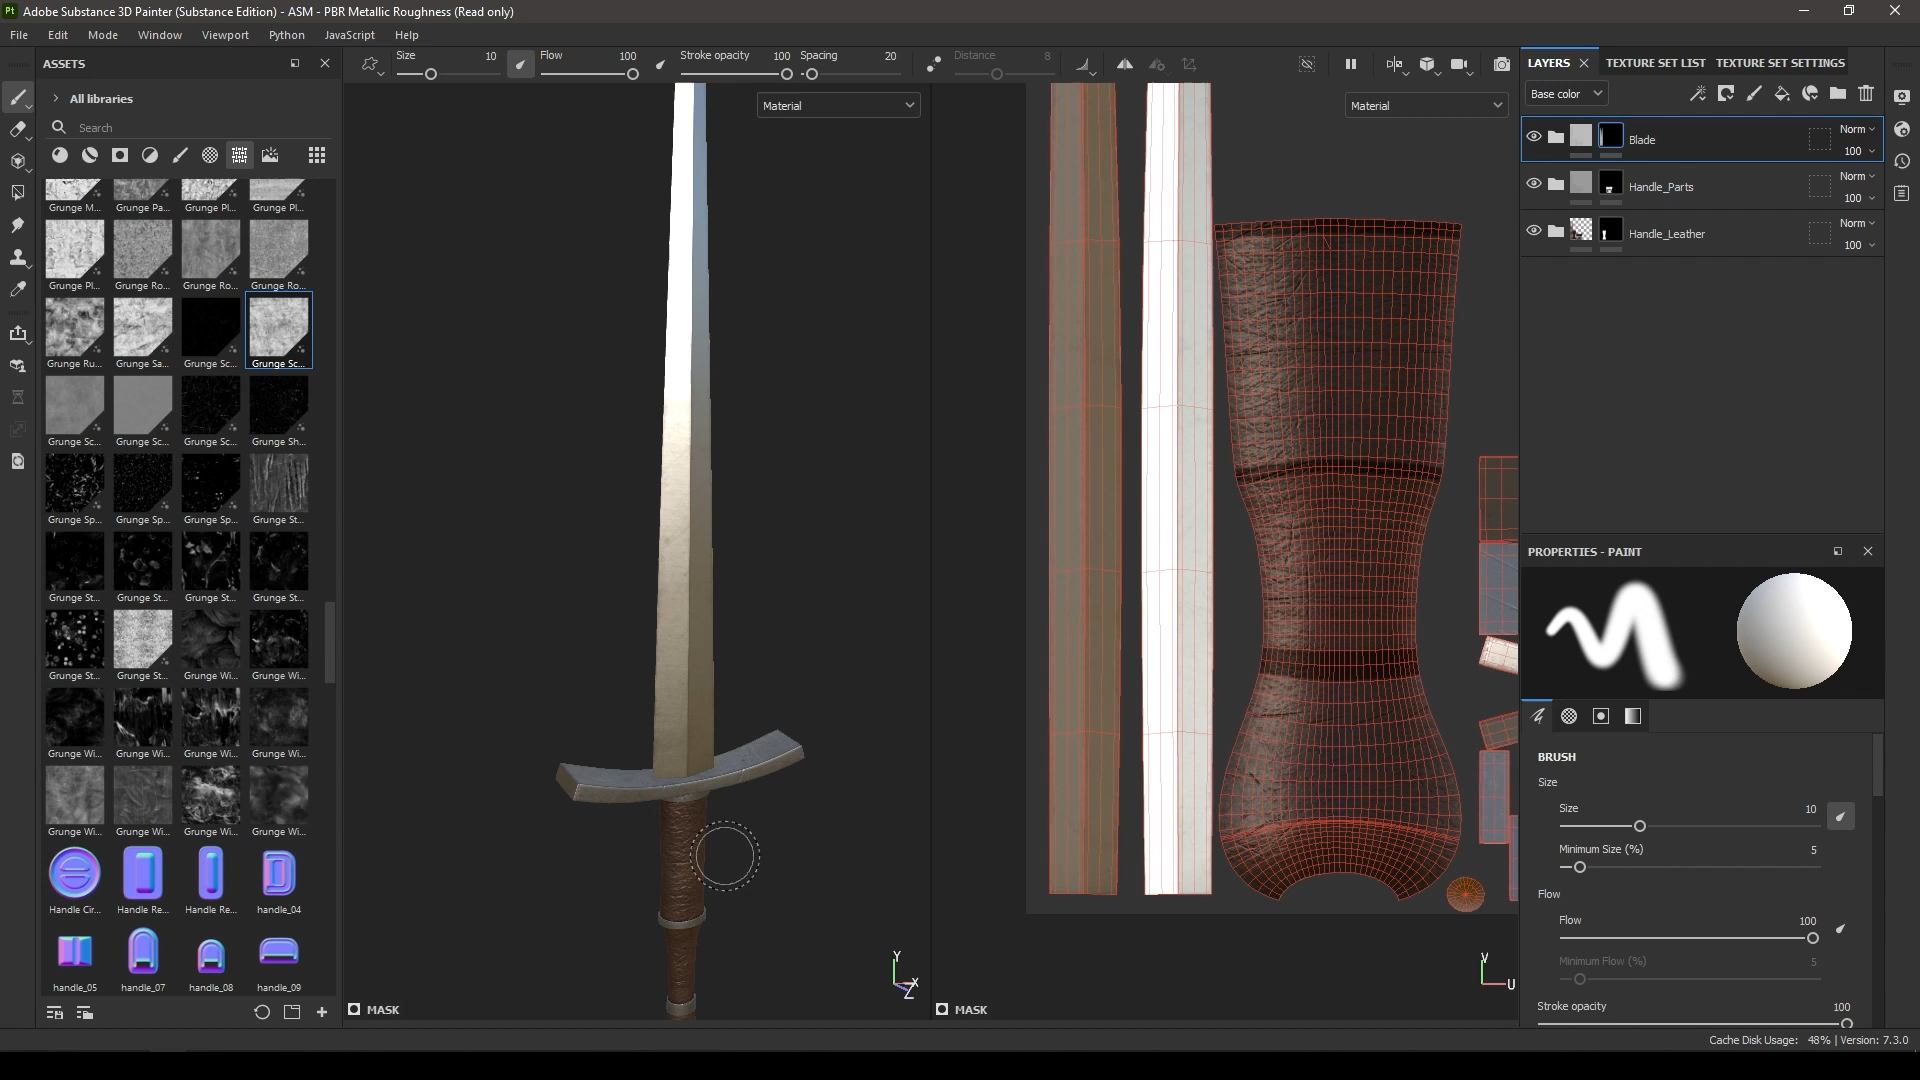 Pt Adobe Substance 3D Painter (Substance Edition) - ASM - PBR Metallic Roughness (Read only)
File Edit Mode Window Viewport Python JavaScript Help
ASSETS
All libraries
Search
Grunge M... Grunge Pa... Grunge Pl... Grunge Pl...
Grunge Pl... Grunge Ro... Grunge Ro... Grunge Ro...
Grunge Ru... Grunge Sa... Grunge Sc... Grunge Sc...
Grunge Sc... Grunge Sc... Grunge Sc... Grunge Sh...
Grunge Sp... Grunge Sp... Grunge Sp... Grunge St...
Grunge St... Grunge St... Grunge St... Grunge St...
Grunge St... Grunge St... Grunge Wi... Grunge Wi...
Grunge Wi... Grunge Wi... Grunge Wi... Grunge Wi...
Grunge Wi... Grunge Wi... Grunge Wi... Grunge Wi...
Handle Cir... Handle Re... Handle Re... handle_04
handle_05 handle_07 handle_08 handle_09
Size 10 Flow 100 Stroke opacity 100 Spacing 20 Distance 8
Material
Material
Y
X
Z
MASK
V
U
MASK
LAYERS TEXTURE SET LIST TEXTURE SET SETTINGS
Base color
Blade Norm 100
Handle_Parts Norm 100
Handle_Leather Norm 100
PROPERTIES - PAINT
BRUSH
Size
Size 10
Minimum Size (%) 5
Flow
Flow 100
Minimum Flow (%) 5
Stroke opacity 100
Cache Disk Usage: 48% | Version: 7.3.0